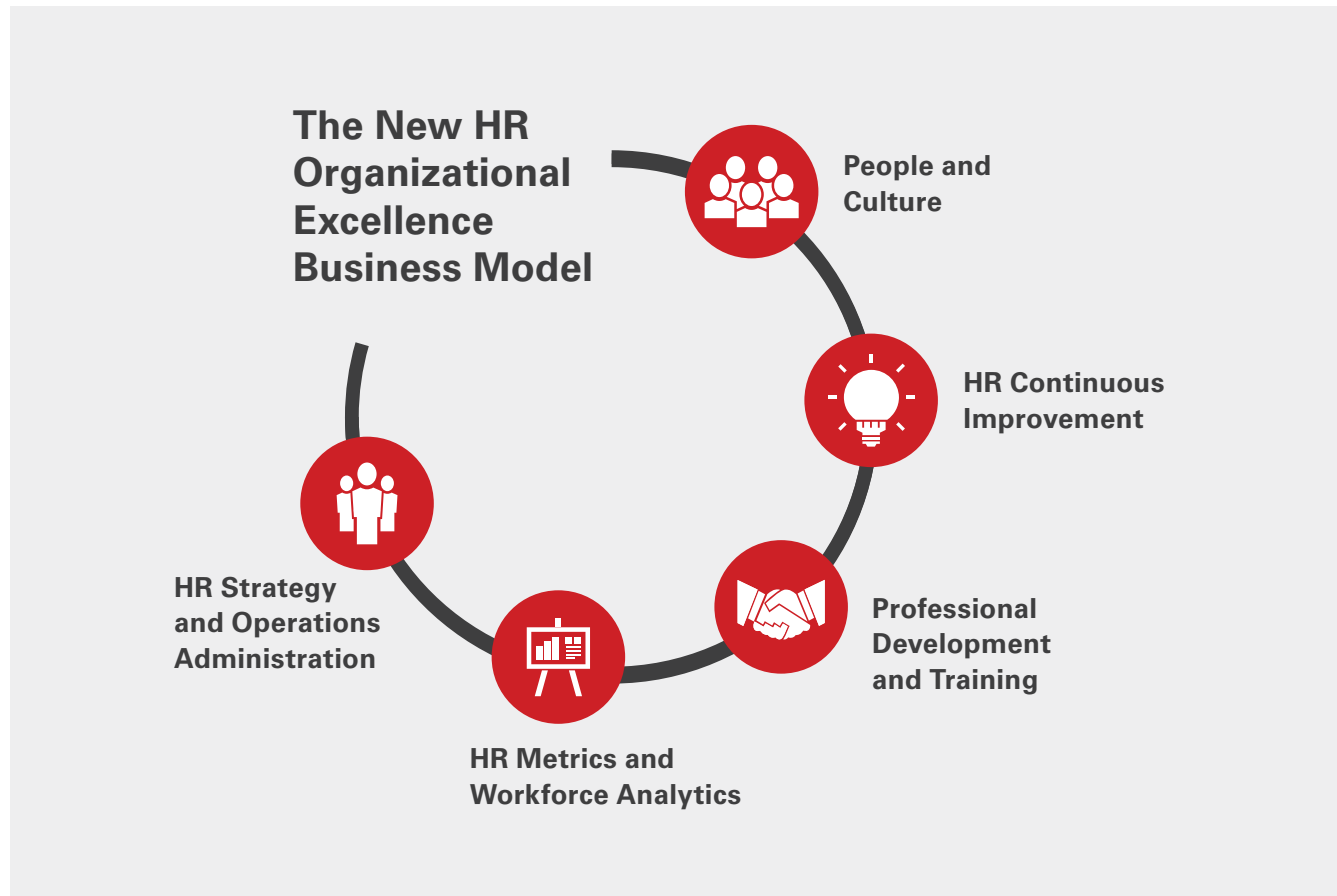 The New HR
Organizational
Excellence
Business Model
People and
Culture
HR Continuous
Improvement
Professional
Development
and Training
HR Metrics and
Workforce Analytics
HR Strategy
and Operations
Administration